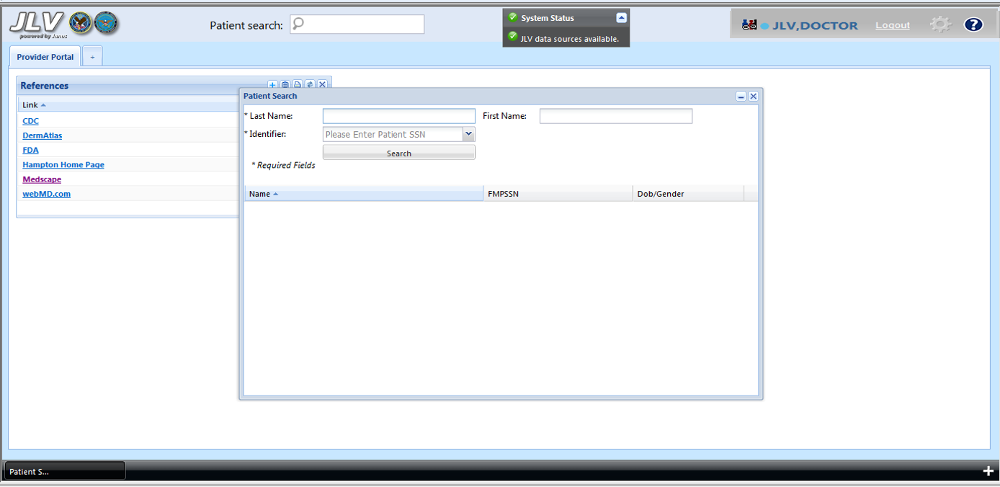 JLV
powered by Janus
Patient search:
System Status
JLV data sources available.
JLV,DOCTOR
Logout
?
Provider Portal
+
References
Link
CDC
DermAtlas
FDA
Hampton Home Page
Medscape
webMD.com
Patient Search
* Last Name:
First Name:
* Identifier:
Please Enter Patient SSN
Search
* Required Fields
Name
FMPSSN
Dob/Gender
Patient S...